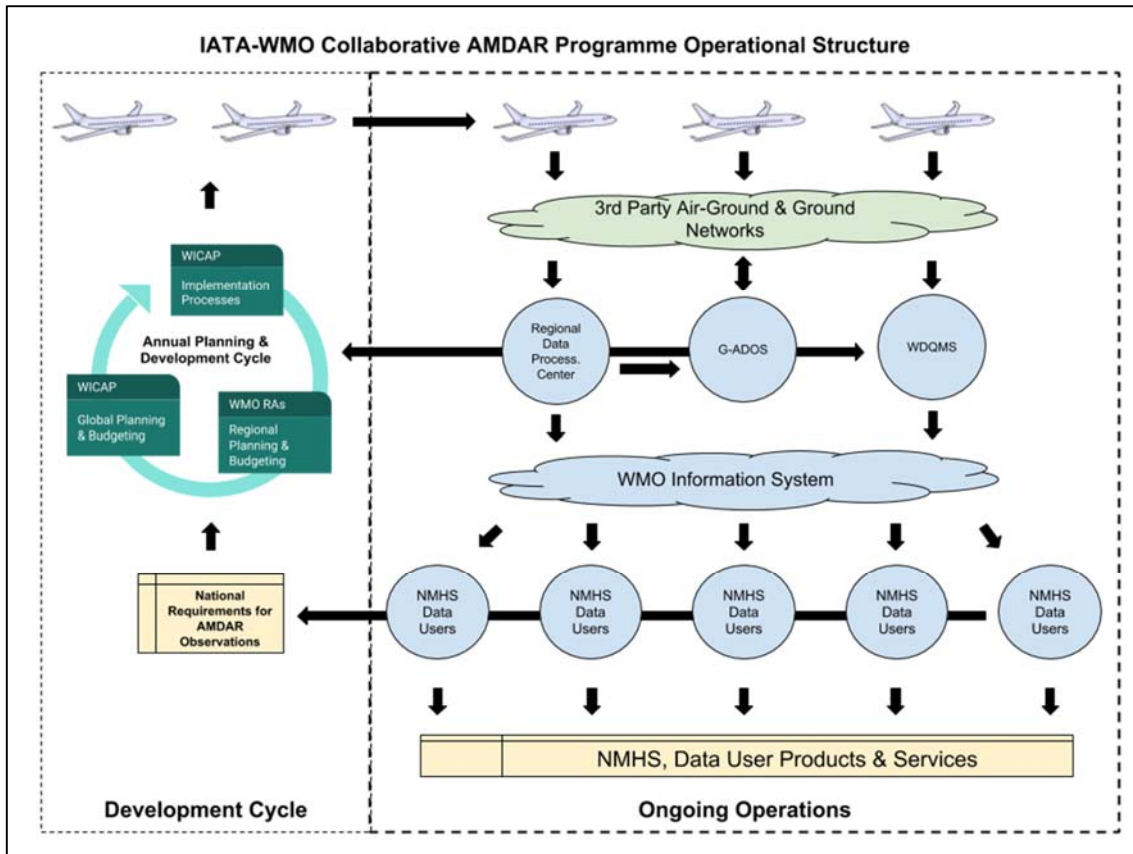 IATA-WMO Collaborative AMDAR Programme Operational Structure
3rd Party Air-Ground & Ground
Networks
WICAP
Implementation
Processes
Annual Planning &
Development Cycle
WICAP
Global Planning
& Budgeting
WMO RAs
Regional
Planning &
Budgeting
Regional
Data
Process.
Center
G-ADOS
WDQMS
WMO Information System
National
Requirements for
AMDAR
Observations
NMHS
Data
Users
NMHS
Data
Users
NMHS
Data
Users
NMHS
Data
Users
NMHS
Data
Users
NMHS, Data User Products & Services
Development Cycle
Ongoing Operations